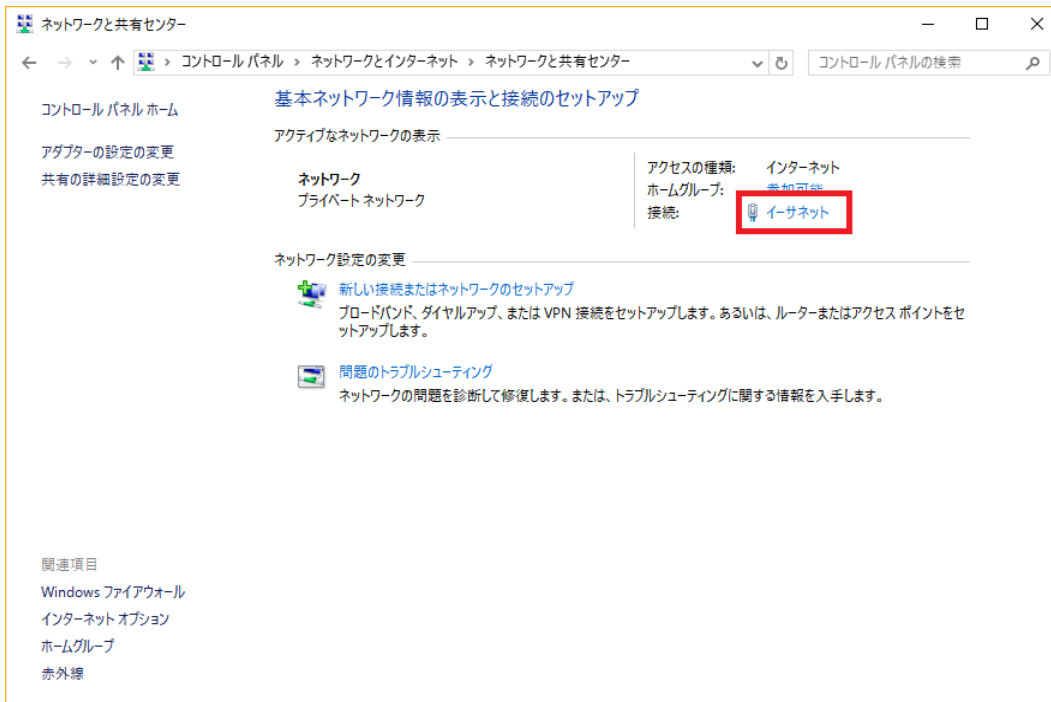 ネットワークと共有センター
コントロール パネル › ネットワークとインターネット › ネットワークと共有センター
コントロール パネルの検索
コントロール パネル ホーム
アダプターの設定の変更
共有の詳細設定の変更
基本ネットワーク情報の表示と接続のセットアップ
アクティブなネットワークの表示
ネットワーク
プライベート ネットワーク
アクセスの種類: インターネット
ホームグループ: 参加可能
接続: イーサネット
ネットワーク設定の変更
新しい接続またはネットワークのセットアップ
ブロードバンド、ダイヤルアップ、または VPN 接続をセットアップします。あるいは、ルーターまたはアクセス ポイントをセ
ットアップします。
問題のトラブルシューティング
ネットワークの問題を診断して修復します。または、トラブルシューティングに関する情報を入手します。
関連項目
Windows ファイアウォール
インターネット オプション
ホームグループ
赤外線